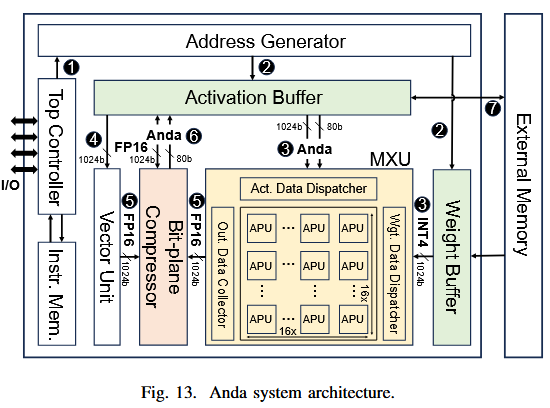 Address Generator
1
2
Activation Buffer
Top Controller
I/O
Instr. Mem.
4
1024b
Vector Unit
FP16
1024b
Anda
6
80b
Bit-plane
Compressor
5
FP16
1024b
5
FP16
1024b
1024b
80b
3
Anda
MXU
Act. Data Dispatcher
Out. Data Collector
APU ... APU APU
APU ... APU APU
APU ... APU APU
16x
16x
Wgt. Data Dispatcher
3
INT4
1024b
2
Weight Buffer
7
External Memory
Fig. 13. Anda system architecture.